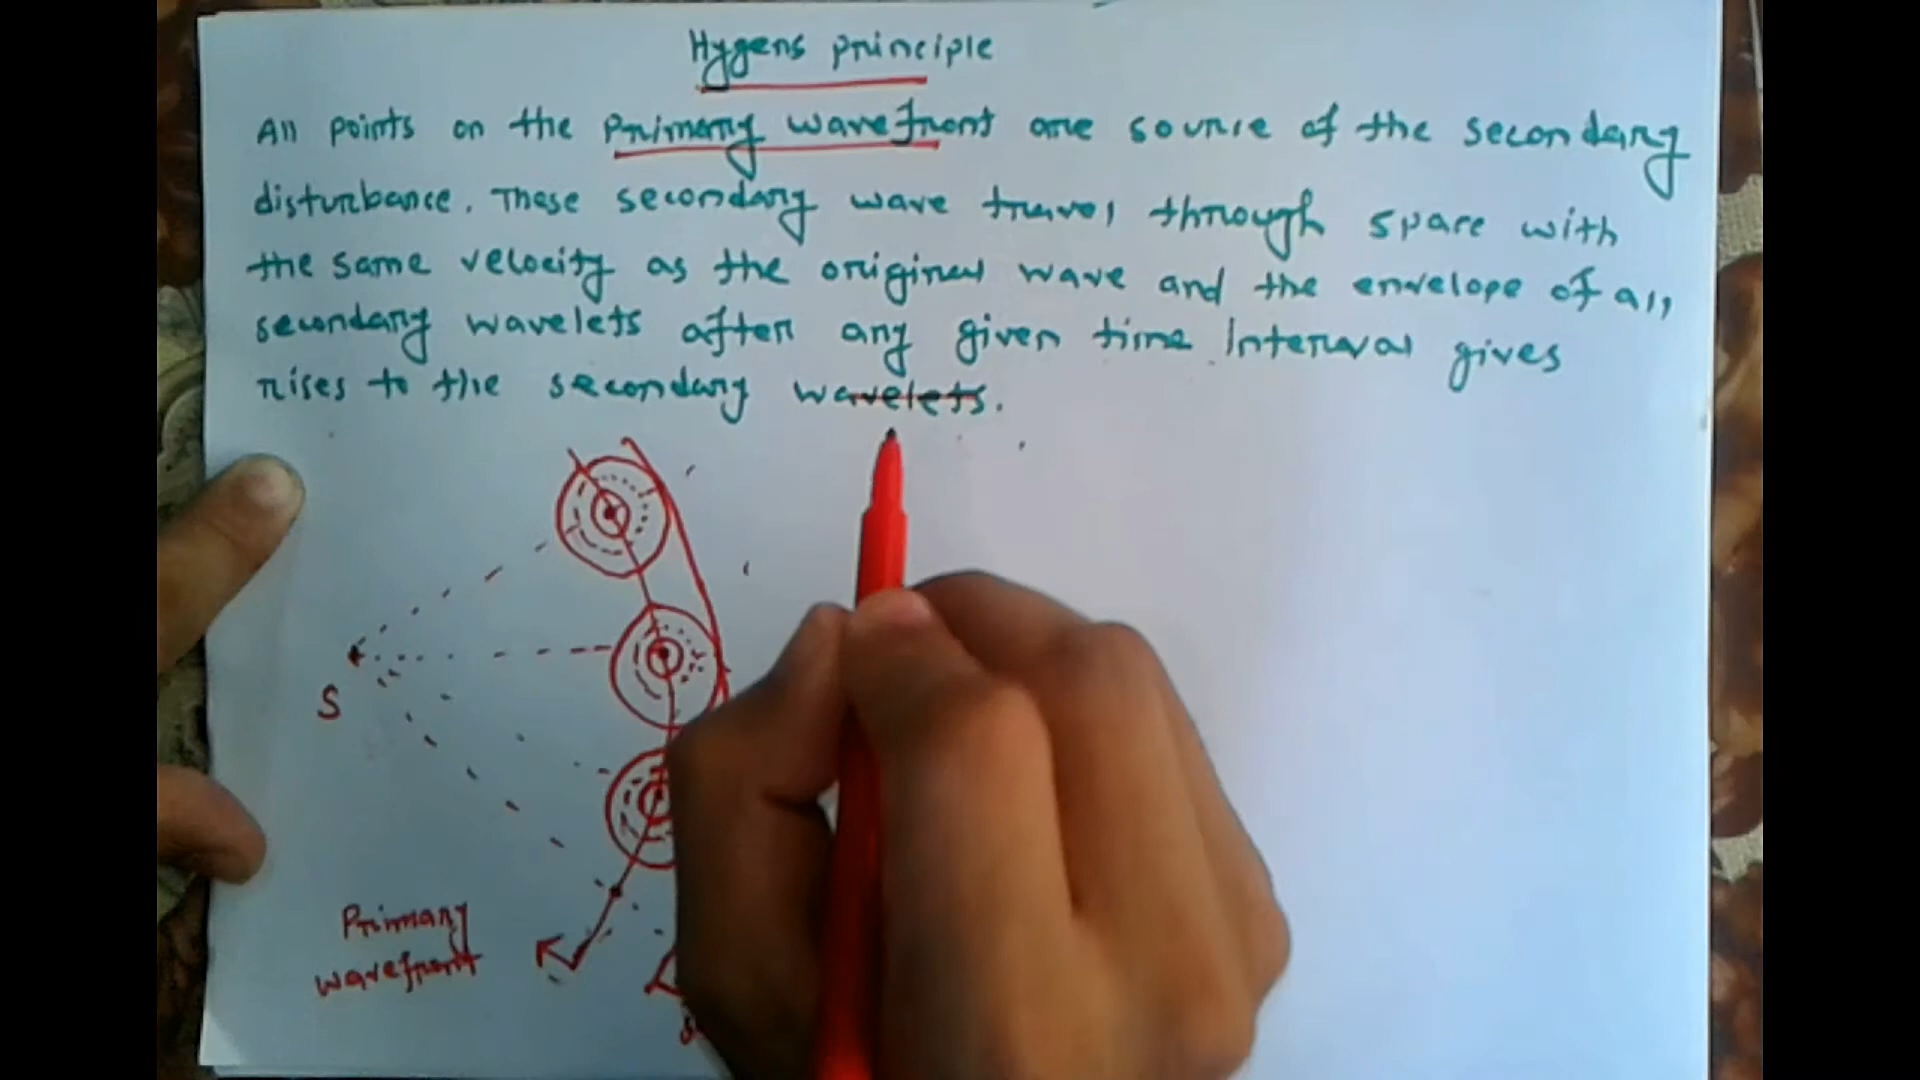 Hygens principle
All points on the Primary wavefront are source of the secondary
disturbance. These secondary wave travel through space with
the same velocity as the original wave and the envelope of all
secondary wavelets after any given time interval gives
rises to the secondary wavelets.
S
Primary
wavefront